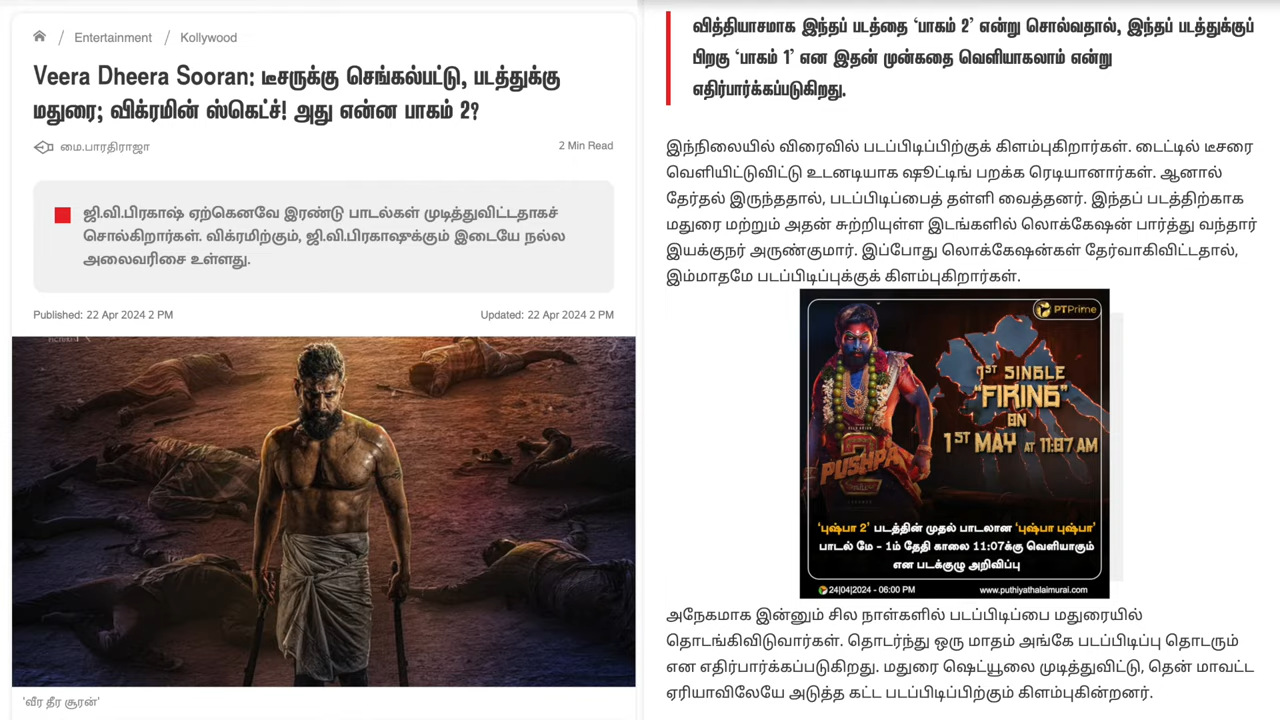 Entertainment / Kollywood
Veera Dheera Sooran: டீசருக்கு செங்கல்பட்டு, படத்துக்கு
மதுரை; விக்ரமின் ஸ்கெட்ச்! அது என்ன பாகம் 2?
மை.பாரதிராஜா
2 Min Read
ஜி.வி.பிரகாஷ் ஏற்கெனவே இரண்டு பாடல்கள் முடித்துவிட்டதாகச்
சொல்கிறார்கள். விக்ரமிற்கும், ஜி.வி.பிரகாஷுக்கும் இடையே நல்ல
அலைவரிசை உள்ளது.
Published: 22 Apr 2024 2 PM
Updated: 22 Apr 2024 2 PM
'வீர தீர சூரன்'
வித்தியாசமாக இந்தப் படத்தை ‘பாகம் 2’ என்று சொல்வதால், இந்தப் படத்துக்குப்
பிறகு ‘பாகம் 1’ என இதன் முன்கதை வெளியாகலாம் என்று
எதிர்பார்க்கப்படுகிறது.
இந்நிலையில் விரைவில் படப்பிடிப்பிற்குக் கிளம்புகிறார்கள். டைட்டில் டீசரை
வெளியிட்டுவிட்டு உடனடியாக ஷூட்டிங் பறக்க ரெடியானார்கள். ஆனால்
தேர்தல் இருந்ததால், படப்பிடிப்பைத் தள்ளி வைத்தனர். இந்தப் படத்திற்காக
மதுரை மற்றும் அதன் சுற்றியுள்ள இடங்களில் லொக்கேஷன் பார்த்து வந்தார்
இயக்குநர் அருண்குமார். இப்போது லொக்கேஷன்கள் தேர்வாகிவிட்டதால்,
இம்மாதமே படப்பிடிப்புக்குக் கிளம்புகிறார்கள்.
PTPrime
1ST SINGLE
"FIRING"
ON
1ST MAY AT 11:07 AM
PUSHPA
2
‘புஷ்பா 2’ படத்தின் முதல் பாடலான ‘புஷ்பா புஷ்பா’
பாடல் மே - 1ம் தேதி காலை 11:07க்கு வெளியாகும்
என படக்குழு அறிவிப்பு
24|04|2024 - 06:00 PM
www.puthiyathalaimurai.com
அநேகமாக இன்னும் சில நாள்களில் படப்பிடிப்பை மதுரையில்
தொடங்கிவிடுவார்கள். தொடர்ந்து ஒரு மாதம் அங்கே படப்பிடிப்பு தொடரும்
என எதிர்பார்க்கப்படுகிறது. மதுரை ஷெட்யூலை முடித்துவிட்டு, தென் மாவட்ட
ஏரியாவிலேயே அடுத்த கட்ட படப்பிடிப்பிற்கும் கிளம்புகின்றனர்.